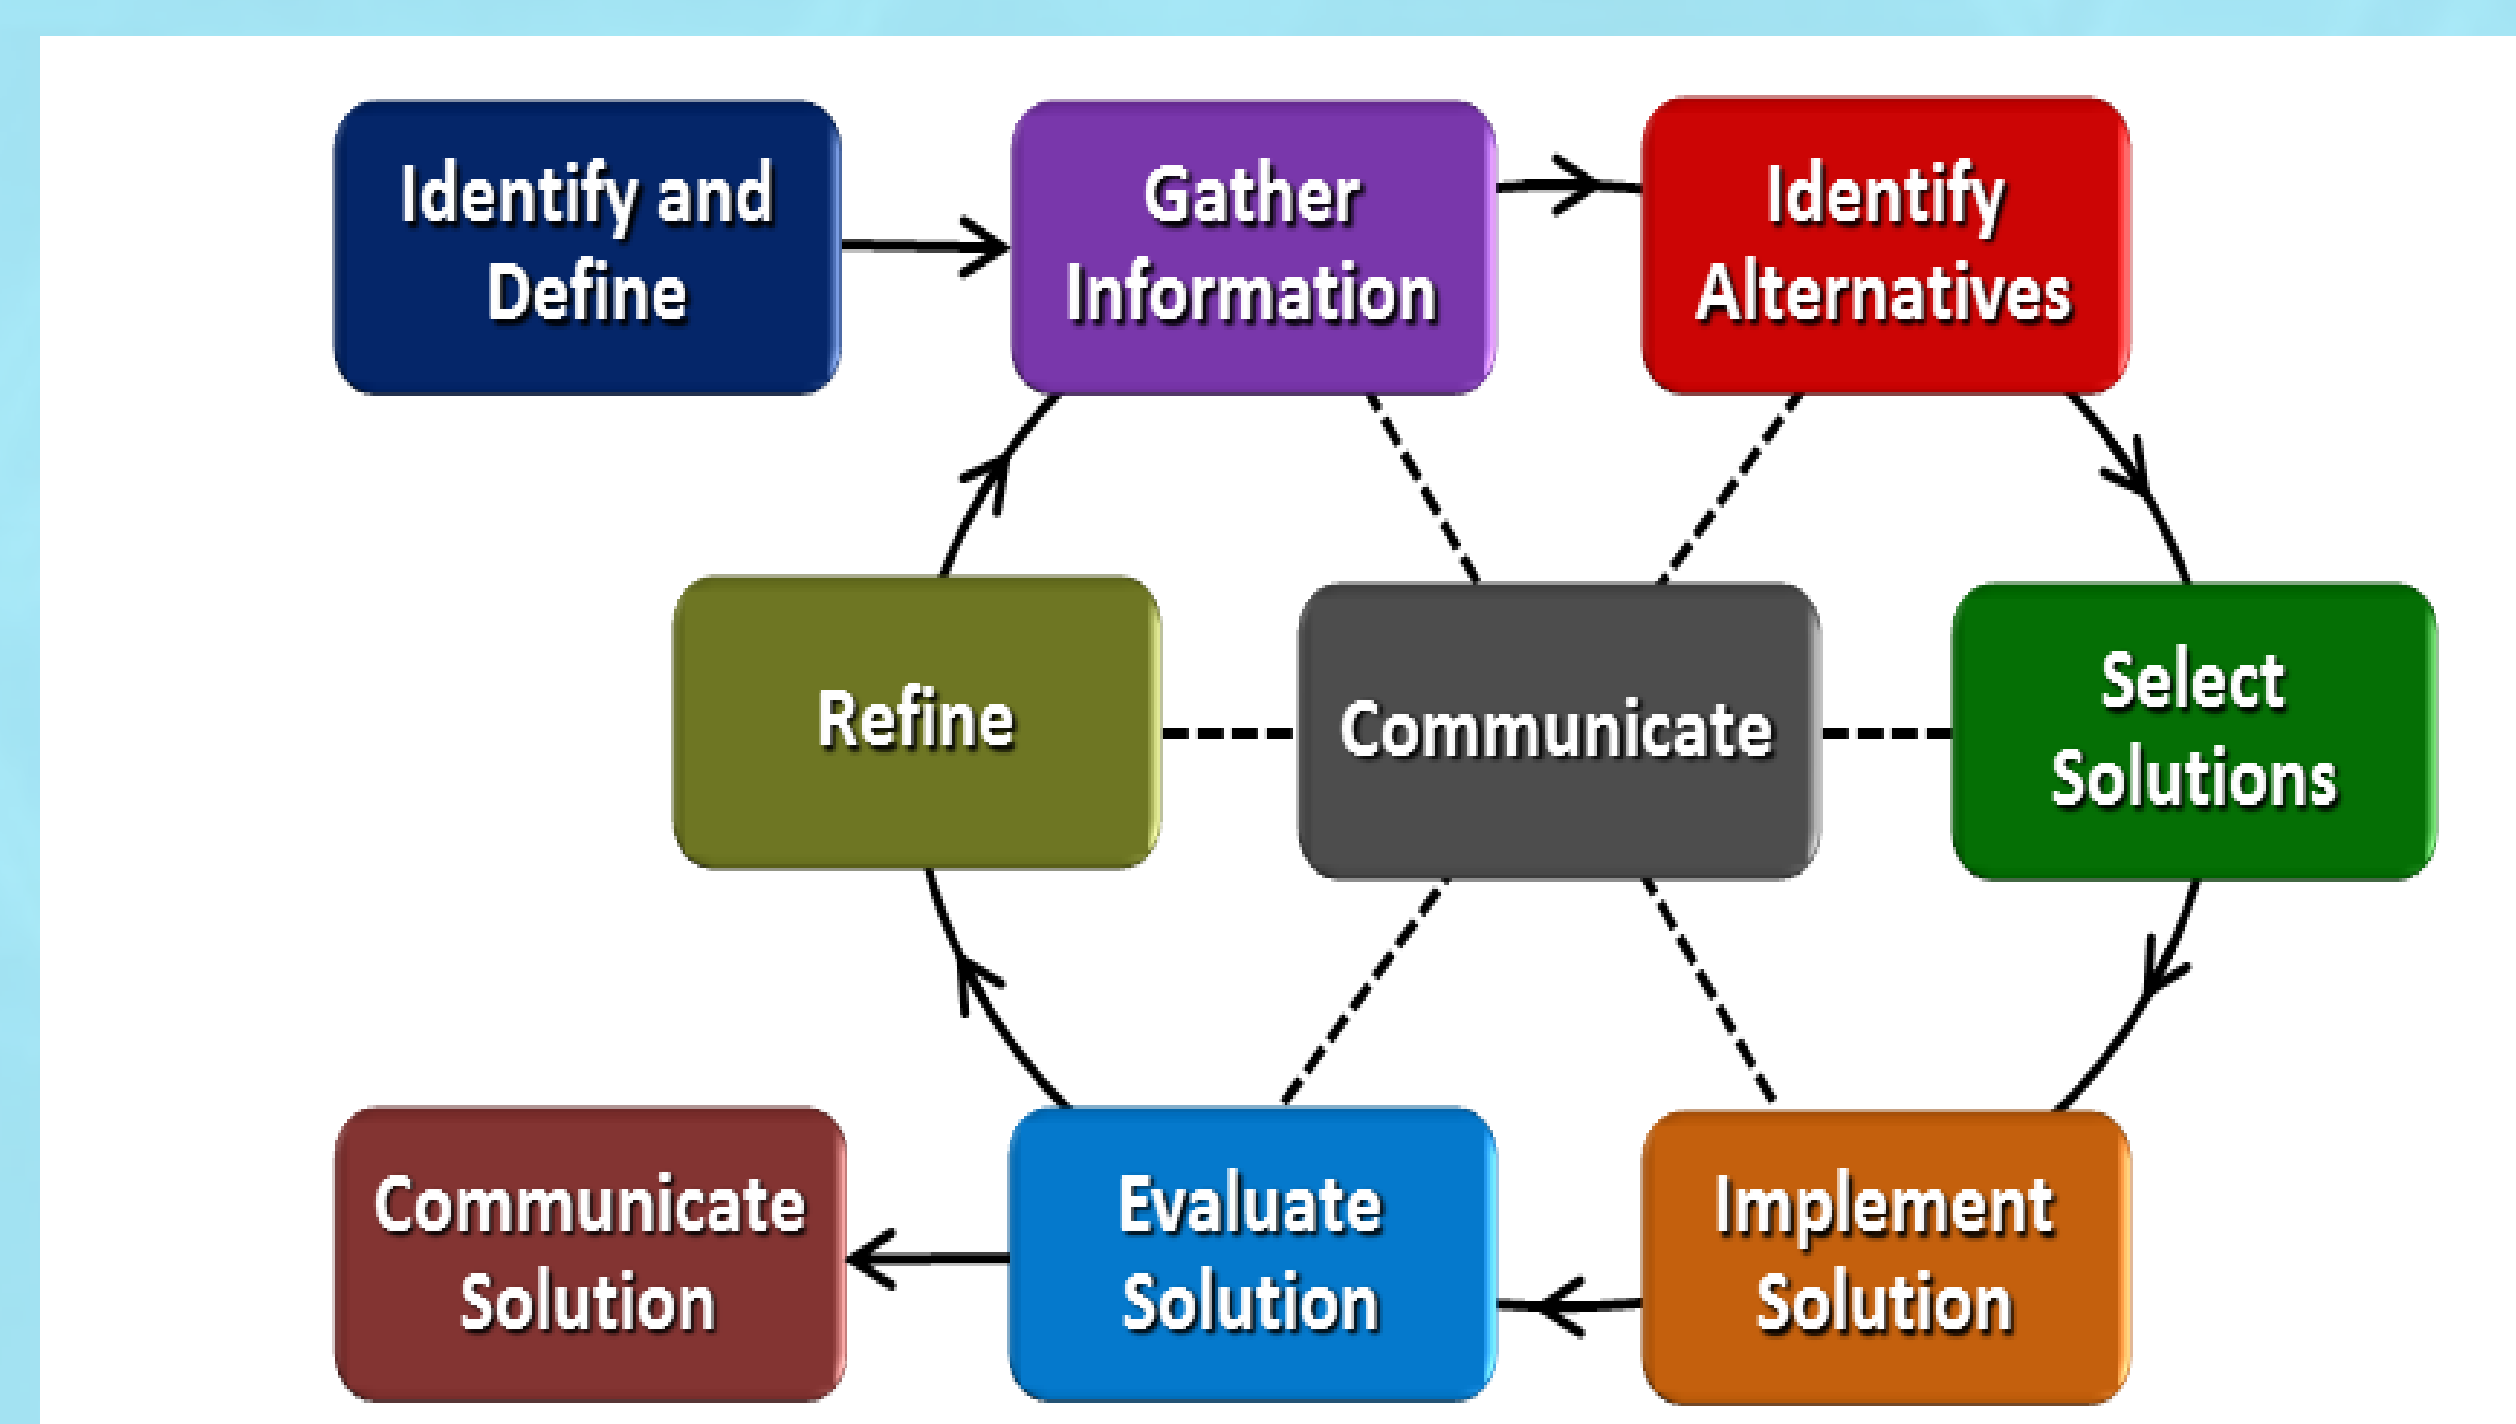 Identify and
Define
Gather
Information
Identify
Alternatives
Refine
Communicate
Select
Solutions
Communicate
Solution
Evaluate
Solution
Implement
Solution